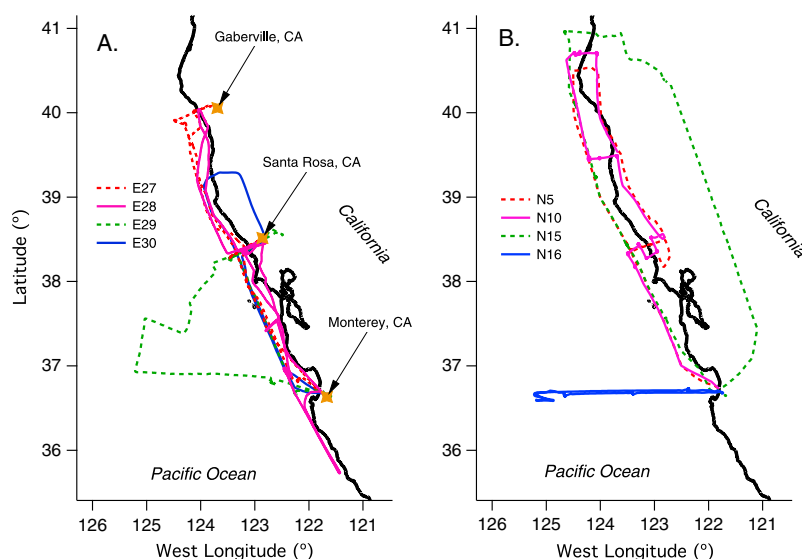 A.
Gaberville, CA
Santa Rosa, CA
California
Monterey, CA
Pacific Ocean
E27
E28
E29
E30
Latitude (º)
41
40
39
38
37
36
126
125
124
123
122
121
West Longitude (º)
B.
California
Pacific Ocean
N5
N10
N15
N16
41
40
39
38
37
36
126
125
124
123
122
121
West Longitude (º)